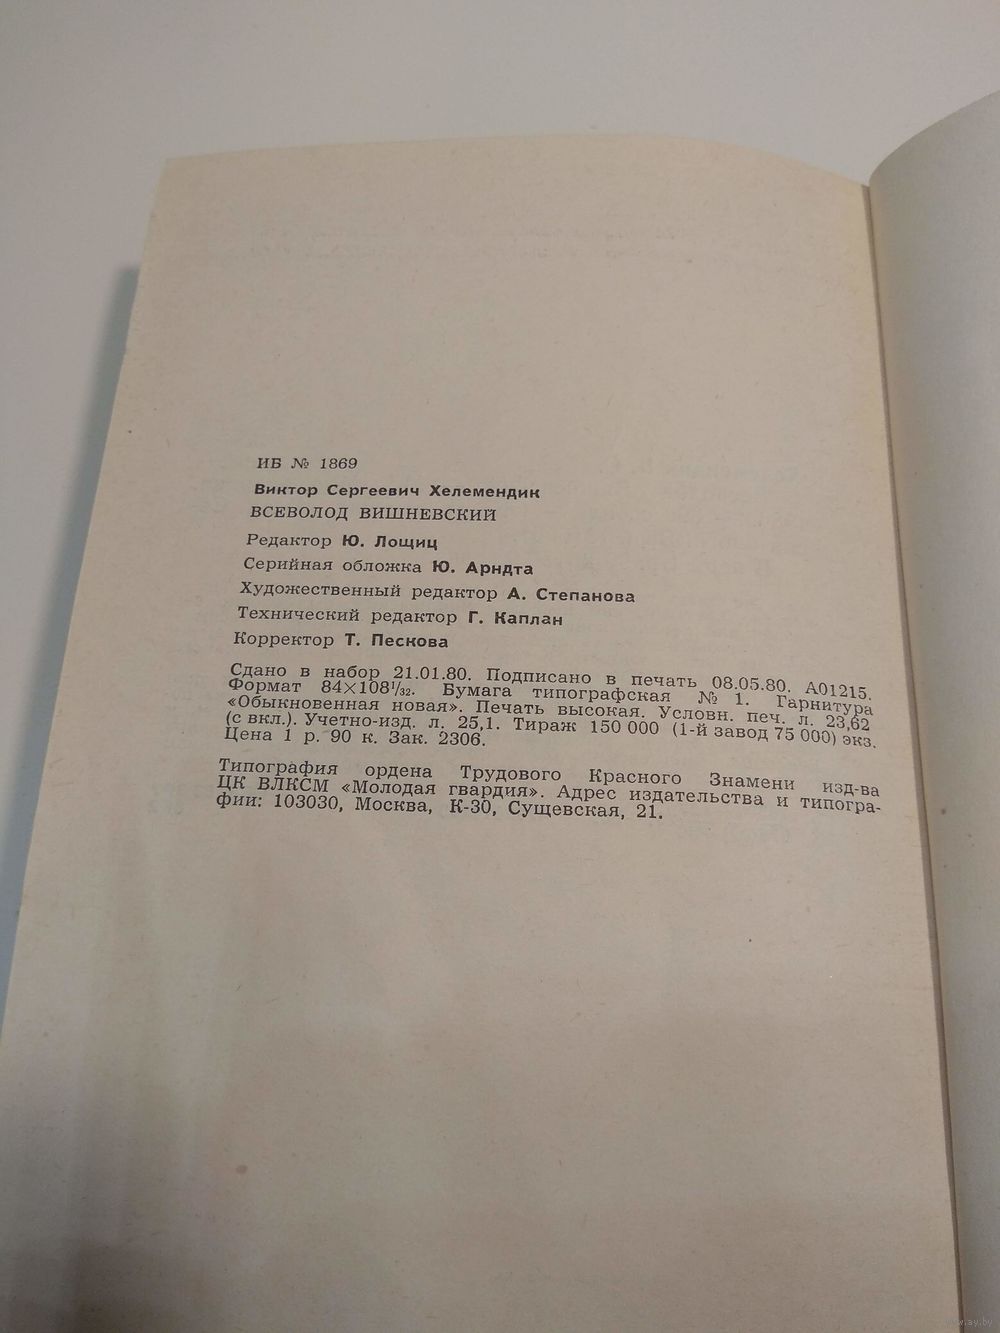 ИБ № 1869
Виктор Сергеевич Хелемендик
ВСЕВОЛОД ВИШНЕВСКИЙ
Редактор Ю. Лощиц
Серийная обложка Ю. Арндта
Художественный редактор А. Степанова
Технический редактор Г. Каплан
Корректор Т. Пескова
Сдано в набор 21.01.80. Подписано в печать 08.05.80. А01215.
Формат 84×108¹/₃₂. Бумага типографская № 1. Гарнитура
«Обыкновенная новая». Печать высокая. Условн. печ. л. 23,62
(с вкл.). Учетно-изд. л. 25,1. Тираж 150 000 (1-й завод 75 000) экз.
Цена 1 р. 90 к. Зак. 2306.
Типография ордена Трудового Красного Знамени изд-ва
ЦК ВЛКСМ «Молодая гвардия». Адрес издательства и типогра-
фии: 103030, Москва, К-30, Сущевская, 21.
www.ay.by